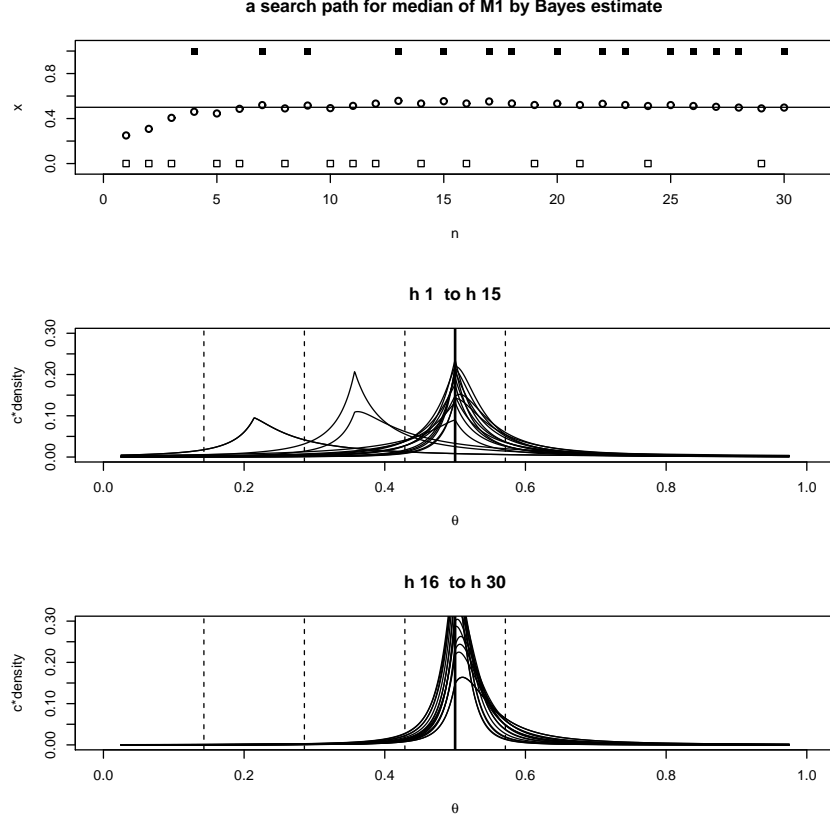 a search path for median of M1 by Bayes estimate
x
0.0 0.4 0.8
0 5 10 15 20 25 30
n
h 1 to h 15
c*density
0.00 0.10 0.20 0.30
0.0 0.2 0.4 0.6 0.8 1.0
θ
h 16 to h 30
c*density
0.00 0.10 0.20 0.30
0.0 0.2 0.4 0.6 0.8 1.0
θ